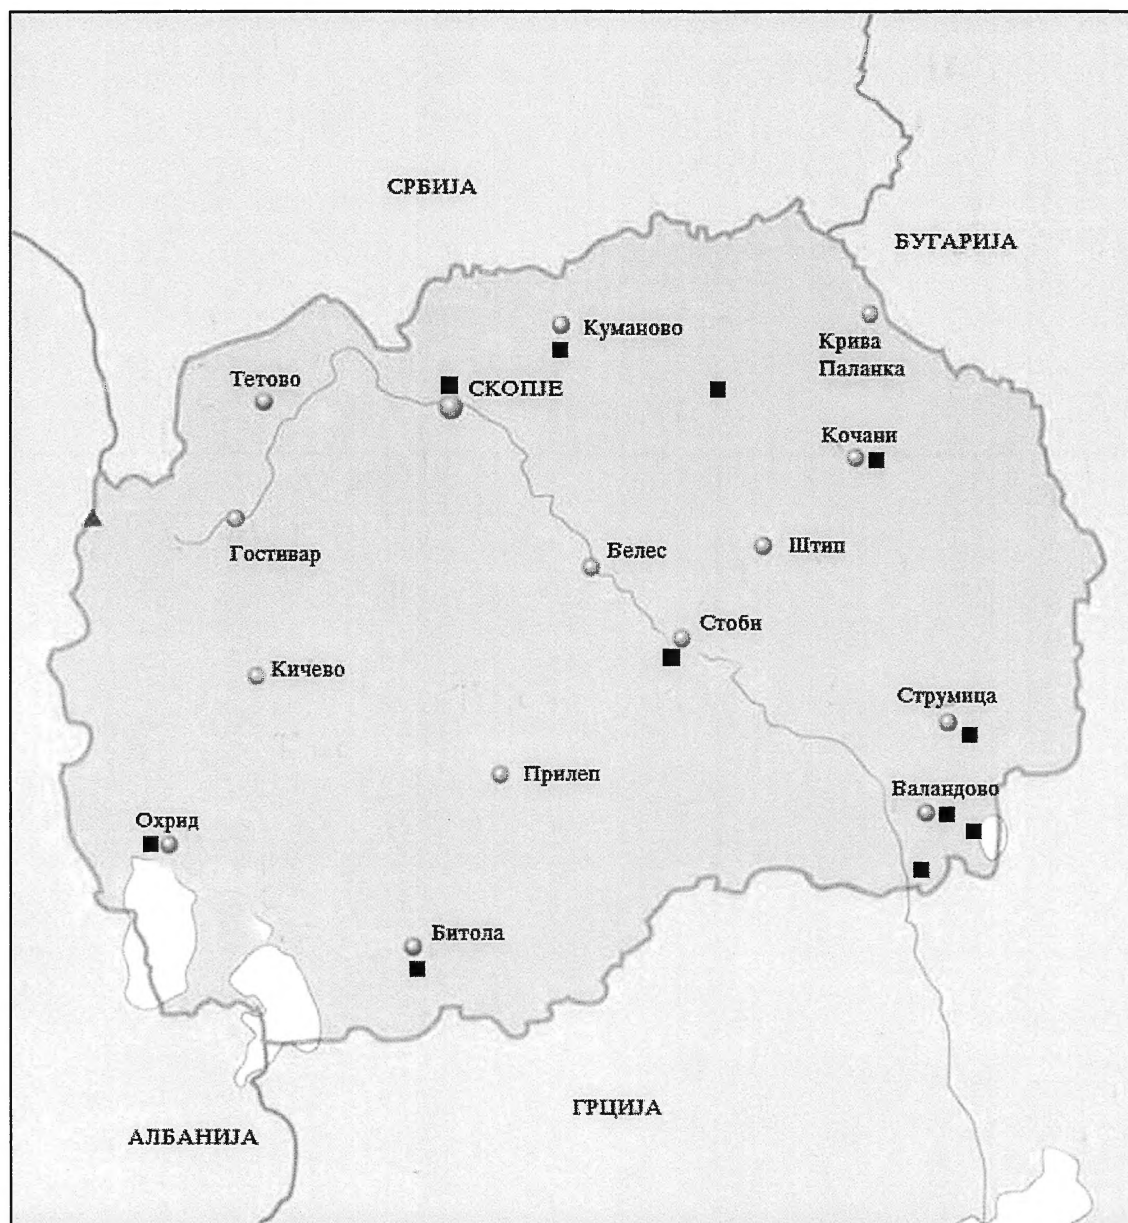 СРБИЈА
БУГАРИЈА
Куманово
Крива
Паланка
Тетово
СКОПЈЕ
Кочани
Гостивар
Велес
Штип
Стоби
Кичево
Струмица
Прилеп
Валандово
Охрид
Битола
ГРЦИЈА
АЛБАНИЈА